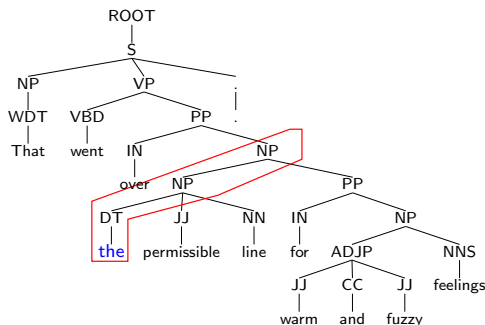 ROOT
S
NP VP .
WDT VBD PP .
That went IN NP
over NP PP
DT JJ NN IN NP
the permissible line for ADJP NNS
JJ CC JJ feelings
warm and fuzzy